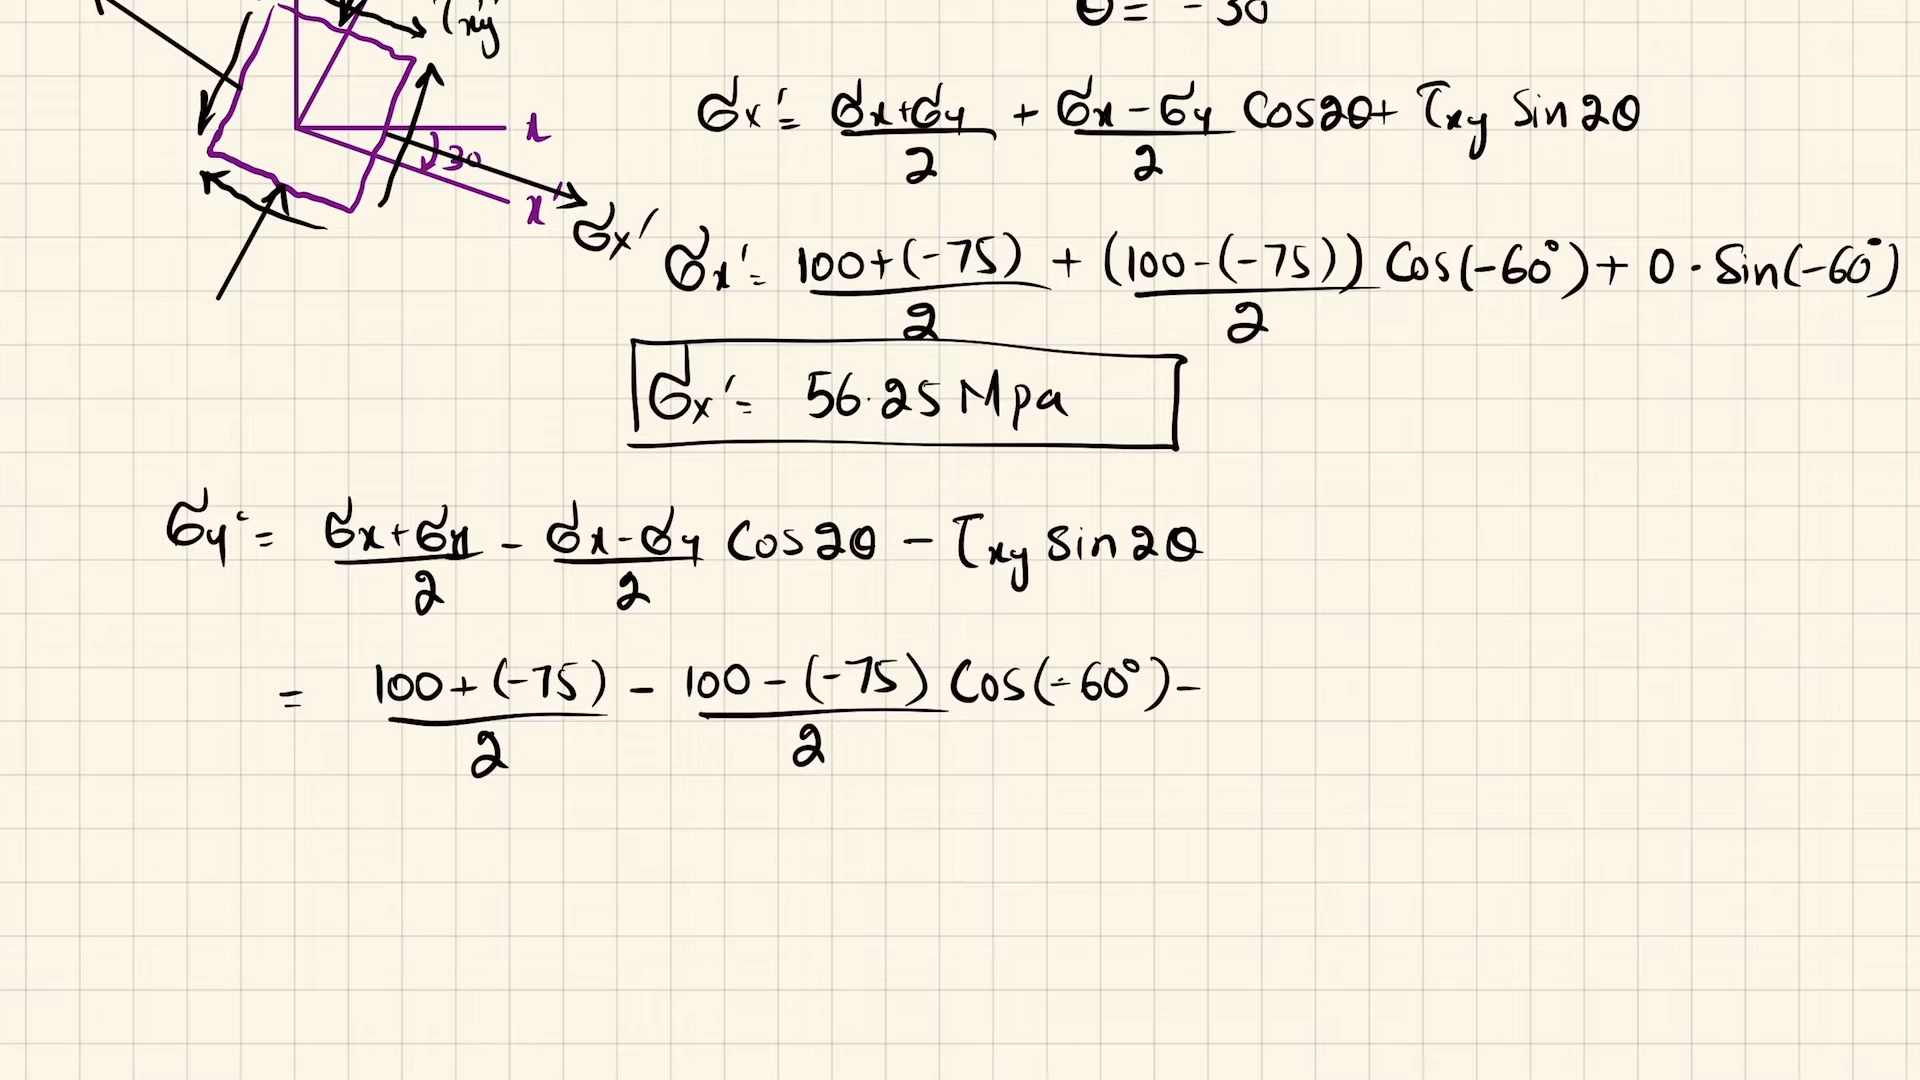 τx'y'
θ = -30
x
30
x'
σx'
σx' = σx+σy/2 + σx-σy/2 Cos2θ + τxy Sin2θ
σx' = 100+(-75)/2 + (100-(-75))/2 Cos(-60°) + 0 · Sin(-60°)
σx' = 56.25 Mpa
σy' = σx+σy/2 - σx-σy/2 Cos2θ - τxy Sin2θ
= 100+(-75)/2 - 100-(-75)/2 Cos(-60°) -